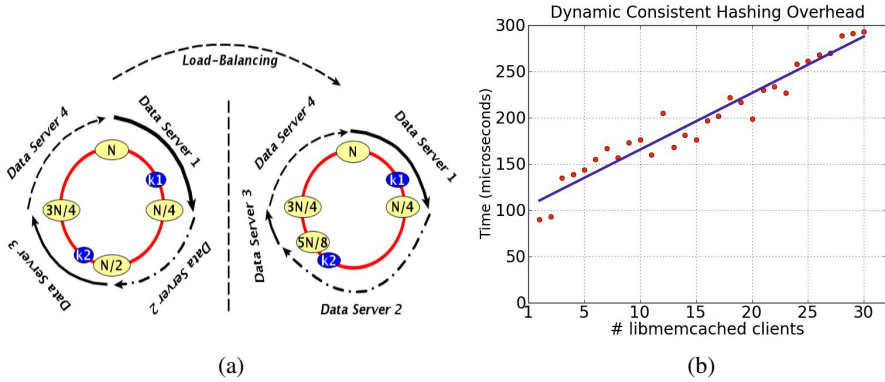 Load-Balancing
Data Server 4
Data Server 1
N
k1
3N/4
N/4
k2
N/2
Data Server 3
Data Server 2
Data Server 4
Data Server 1
N
k1
3N/4
N/4
5N/8
k2
Data Server 3
Data Server 2
(a)
Dynamic Consistent Hashing Overhead
Time (microseconds)
300
250
200
150
100
50
0
1 5 10 15 20 25 30
# libmemcached clients
(b)